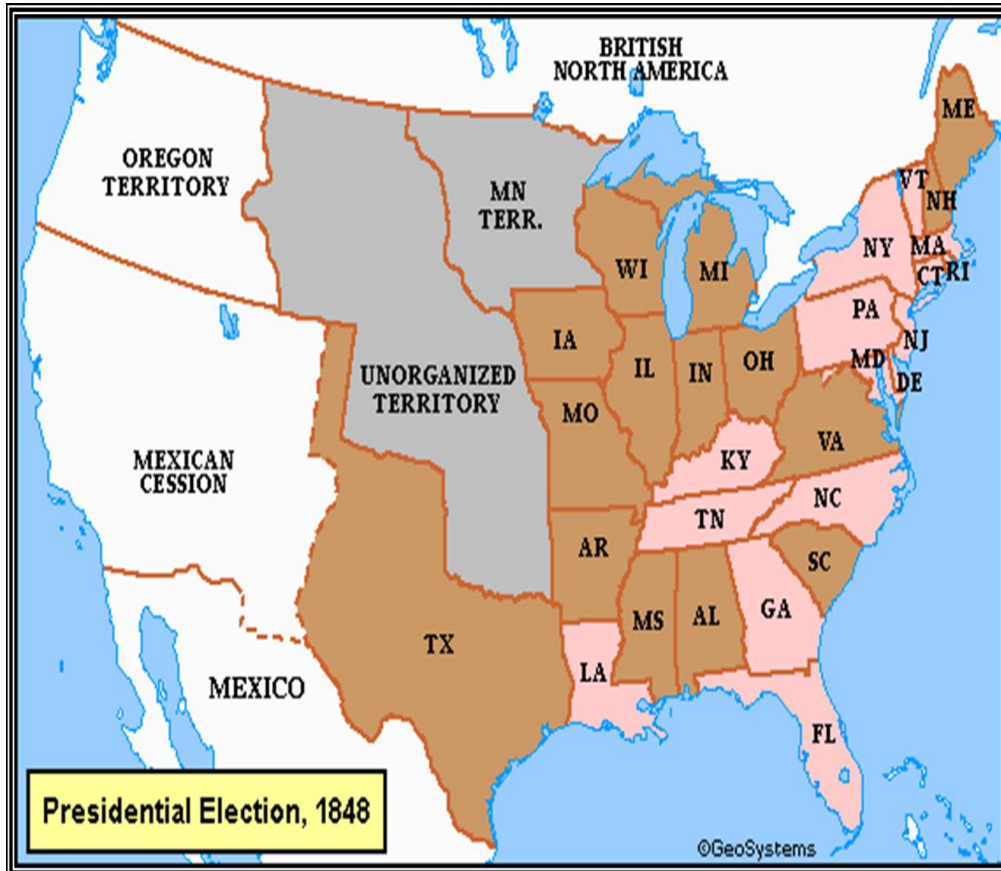 BRITISH
NORTH AMERICA
ME
OREGON
TERRITORY
VT
MN
TERR.
NH
NY
MA
WI
MI
CT
RI
PA
IA
NJ
OH
MD
IL
IN
UNORGANIZED
TERRITORY
DE
MO
VA
MEXICAN
CESSION
KY
NC
TN
AR
SC
GA
MS
AL
TX
LA
MEXICO
FL
Presidential Election, 1848
©GeoSystems